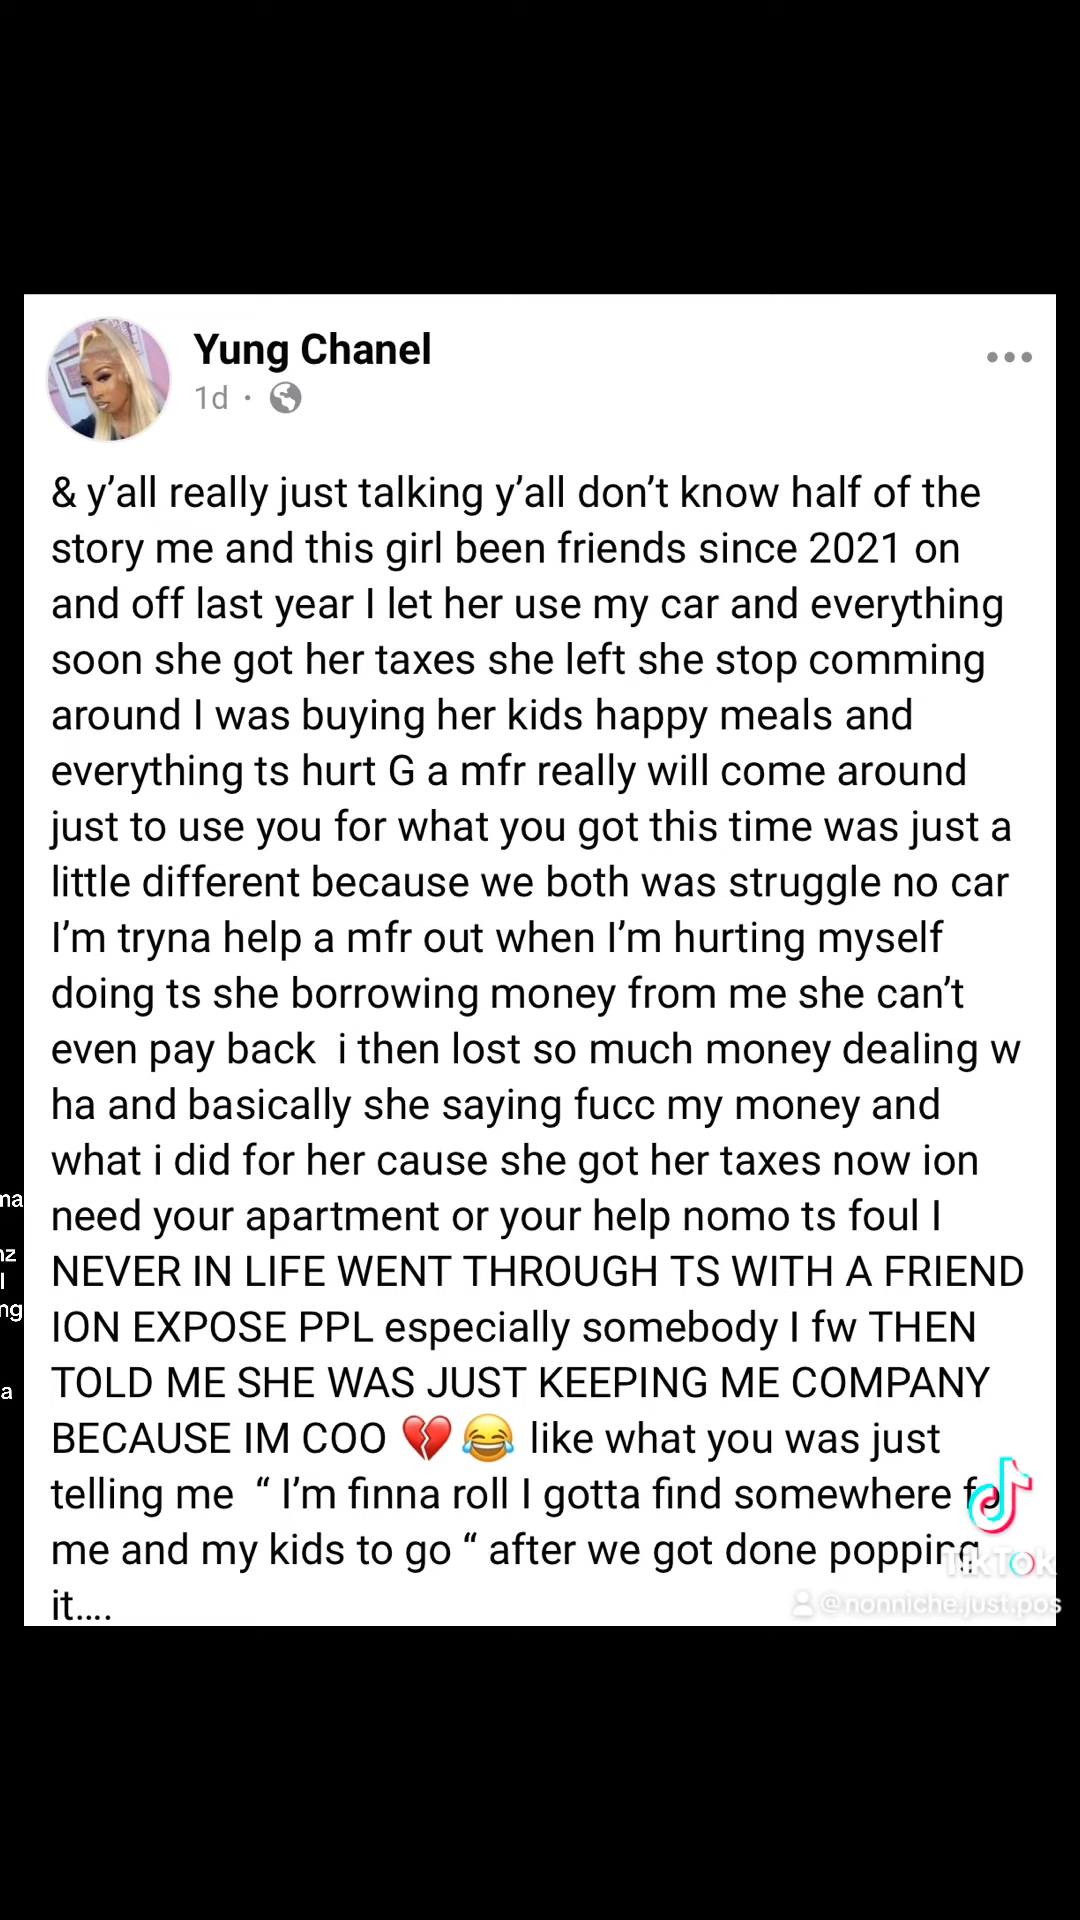 Yung Chanel
1d ·
& y’all really just talking y’all don’t know half of the
story me and this girl been friends since 2021 on
and off last year I let her use my car and everything
soon she got her taxes she left she stop comming
around I was buying her kids happy meals and
everything ts hurt G a mfr really will come around
just to use you for what you got this time was just a
little different because we both was struggle no car
I’m tryna help a mfr out when I’m hurting myself
doing ts she borrowing money from me she can’t
even pay back  i then lost so much money dealing w
ha and basically she saying fucc my money and
what i did for her cause she got her taxes now ion
need your apartment or your help nomo ts foul I
NEVER IN LIFE WENT THROUGH TS WITH A FRIEND
ION EXPOSE PPL especially somebody I fw THEN
TOLD ME SHE WAS JUST KEEPING ME COMPANY
BECAUSE IM COO 💔😂 like what you was just
telling me  “ I’m finna roll I gotta find somewhere
me and my kids to go “ after we got done popping
it....
TikTok
@nonniche.just.pos